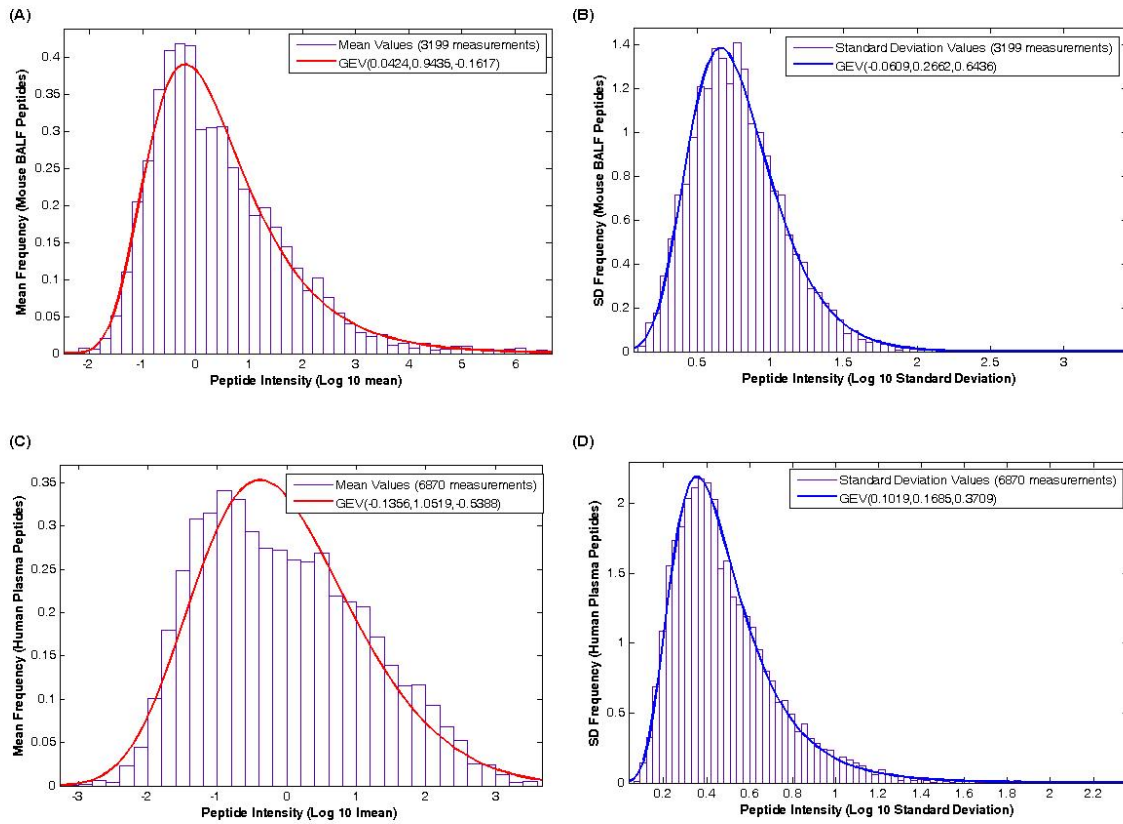 (A)
Mean Values (3199 measurements)
GEV(0.0424,0.9435,-0.1617)
Mean Frequency (Mouse BALF Peptides)
0.4
0.35
0.3
0.25
0.2
0.15
0.1
0.05
0
-2 -1 0 1 2 3 4 5 6
Peptide Intensity (Log 10 mean)
(B)
Standard Deviation Values (3199 measurements)
GEV(-0.0609,0.2662,0.6436)
SD Frequency (Mouse BALF Peptides)
1.4
1.2
1
0.8
0.6
0.4
0.2
0
0.5 1 1.5 2 2.5 3
Peptide Intensity (Log 10 Standard Deviation)
(C)
Mean Values (6870 measurements)
GEV(-0.1356,1.0519,-0.5388)
Mean Frequency (Human Plasma Peptides)
0.35
0.3
0.25
0.2
0.15
0.1
0.05
0
-3 -2 -1 0 1 2 3
Peptide Intensity (Log 10 lmean)
(D)
Standard Deviation Values (6870 measurements)
GEV(0.1019,0.1685,0.3709)
SD Frequency (Human Plasma Peptides)
2
1.5
1
0.5
0
0.2 0.4 0.6 0.8 1 1.2 1.4 1.6 1.8 2 2.2
Peptide Intensity (Log 10 Standard Deviation)